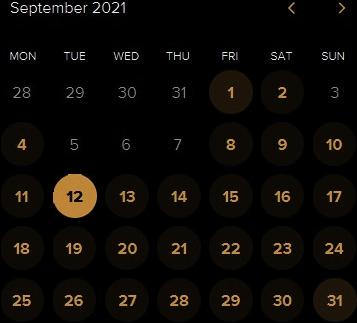 September 2021
MON TUE WED THU FRI SAT SUN
28 29 30 31 1 2 3
4 5 6 7 8 9 10
11 12 13 14 15 16 17
18 19 20 21 22 23 24
25 26 27 28 29 30 31